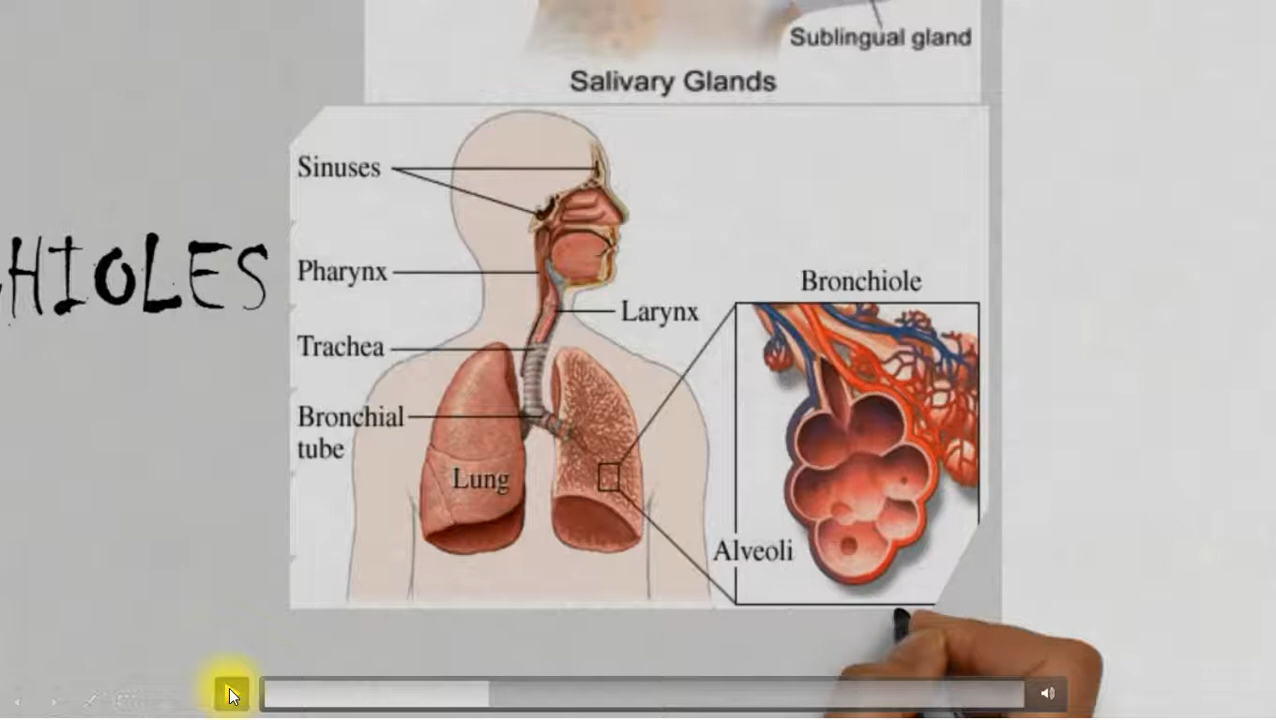 Sublingual gland
Salivary Glands
Sinuses
HIOLES
Pharynx
Bronchiole
Larynx
Trachea
Bronchial
tube
Lung
Alveoli